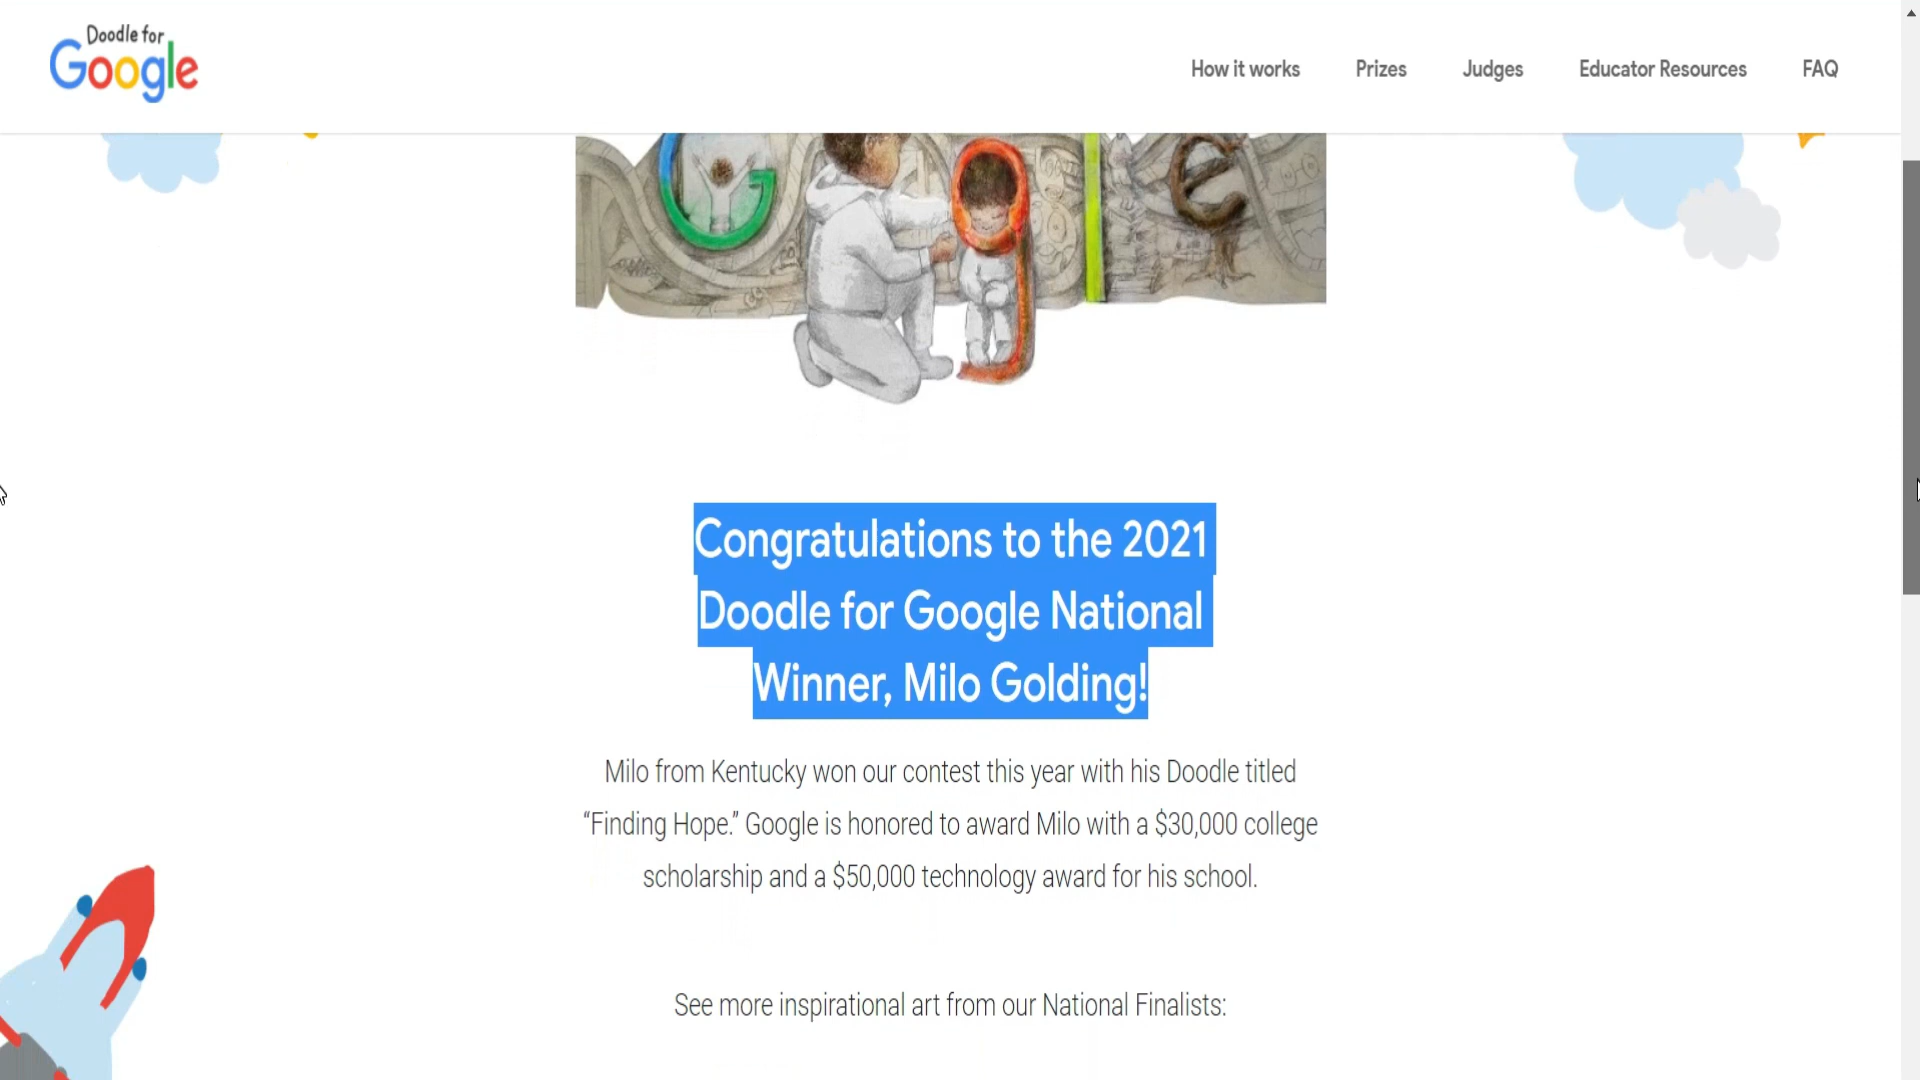 Doodle for
Google
How it works Prizes Judges Educator Resources FAQ
Congratulations to the 2021
Doodle for Google National
Winner, Milo Golding!
Milo from Kentucky won our contest this year with his Doodle titled
“Finding Hope.” Google is honored to award Milo with a $30,000 college
scholarship and a $50,000 technology award for his school.
See more inspirational art from our National Finalists: